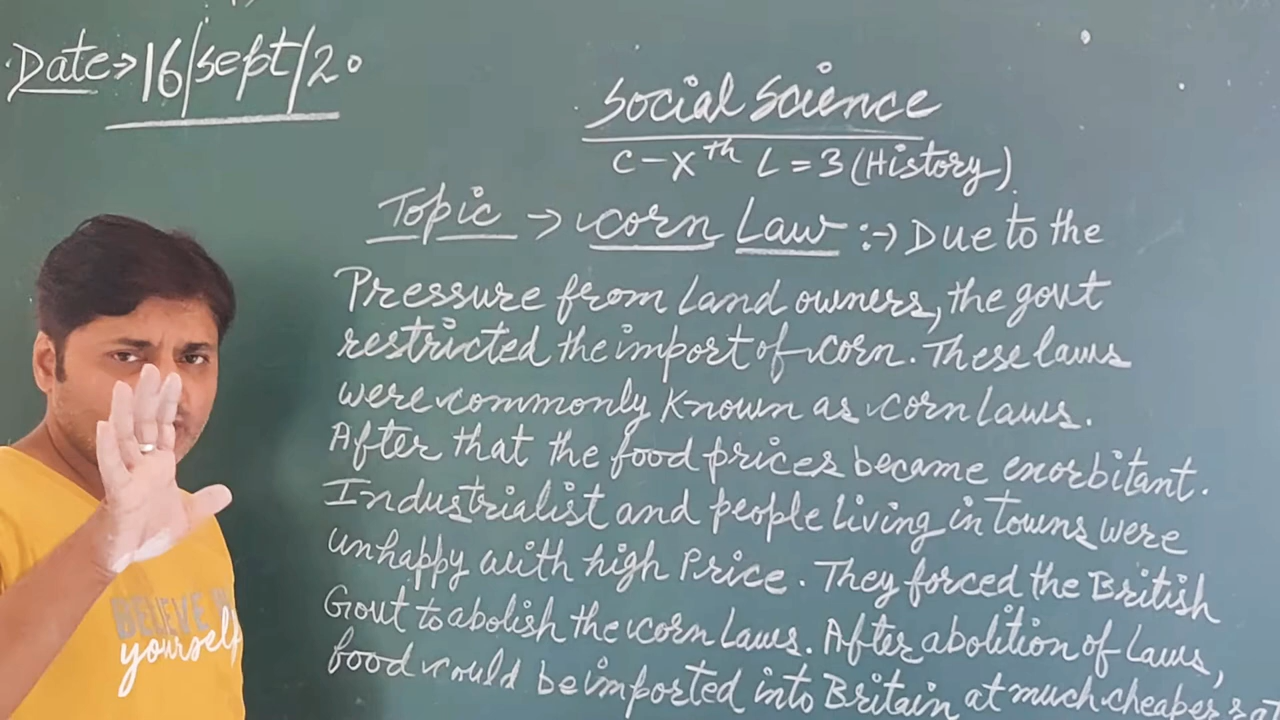 Date→ 16/Sept/20
Social Science
C-Xth L=3 (History)
Topic → Corn Law :→ Due to the
Pressure from Land owners, the govt
restricted the import of corn. These laws
were commonly known as corn laws.
After that the food prices became enorbitant.
Industrialist and people living in towns were
unhappy with high Price. They forced the British
Govt to abolish the corn Laws. After abolition of Laws,
food could be imported into Britain at much cheaper
BELIEVE
yourself